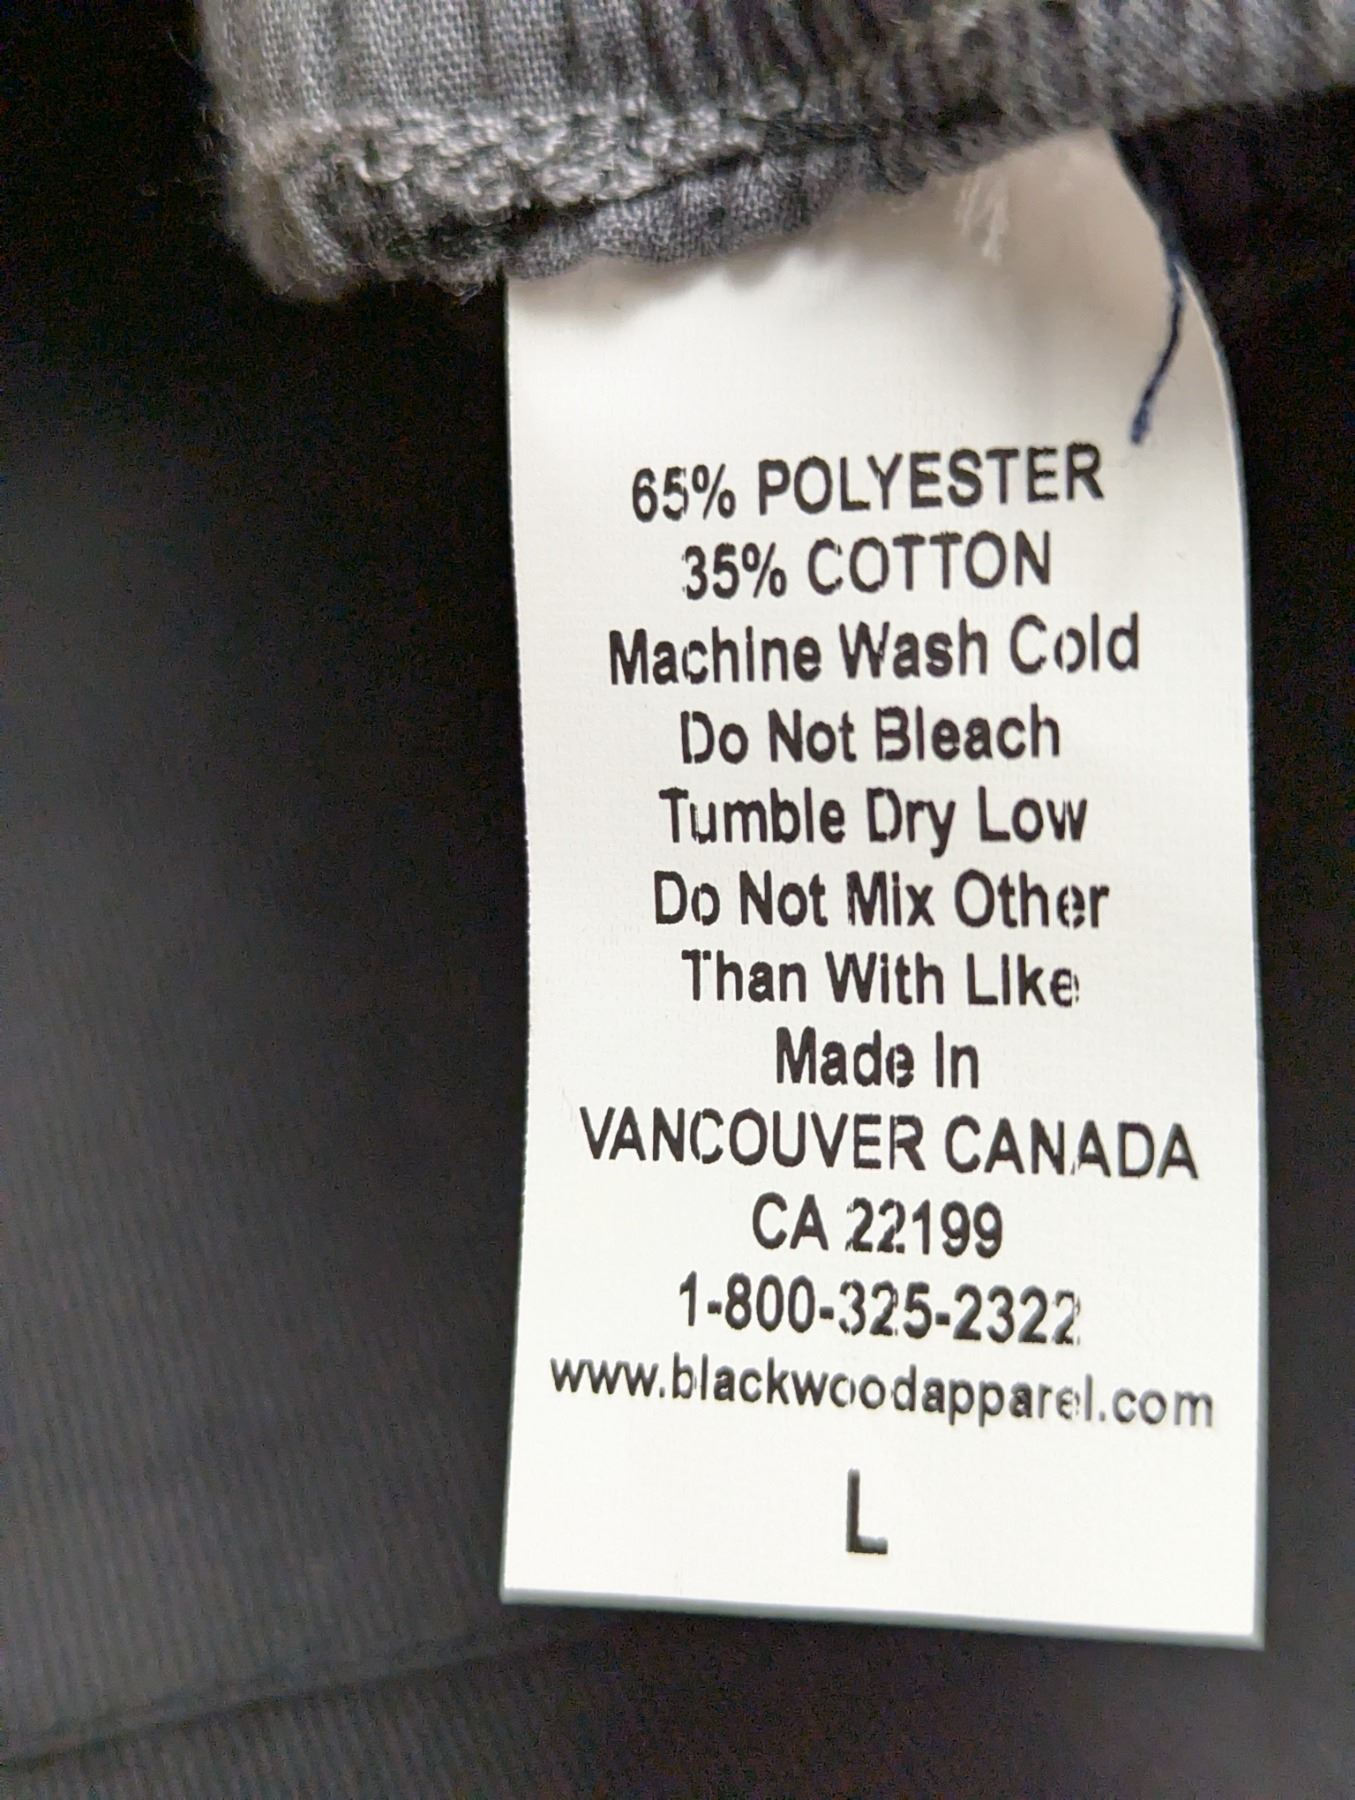 65% POLYESTER
35% COTTON
Machine Wash Cold
Do Not Bleach
Tumble Dry Low
Do Not Mix Other
Than With Like
Made In
VANCOUVER CANADA
CA 22199
1-800-325-2322
www.blackwoodapparel.com
L